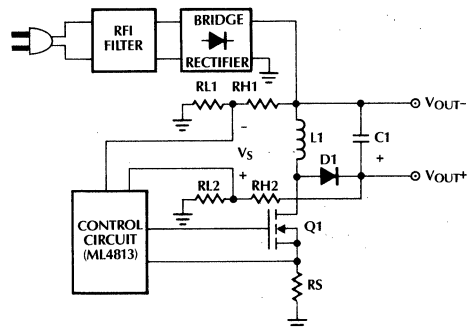 RFI
FILTER
BRIDGE
RECTIFIER
RL1 RH1
−
VS
+
RL2 RH2
L1
C1
+
D1
VOUT−
VOUT+
Q1
CONTROL
CIRCUIT
(ML4813)
RS